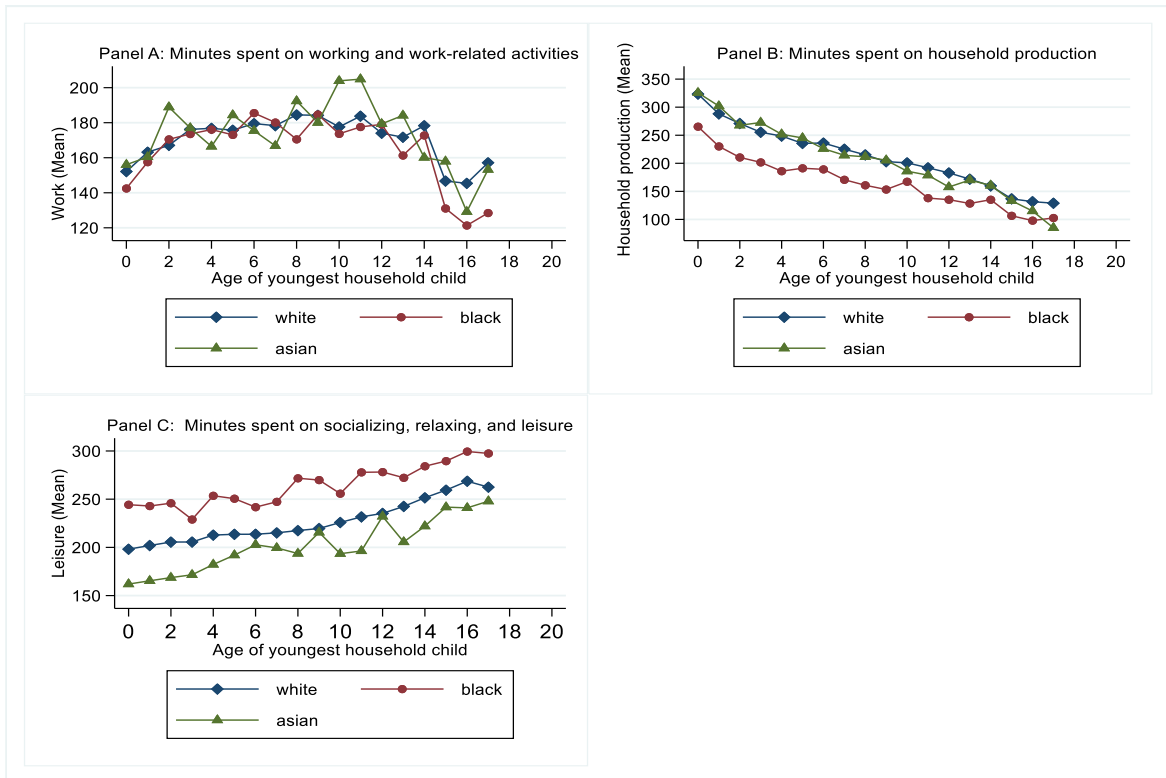 Panel A: Minutes spent on working and work-related activities
Work (Mean)
200
180
160
140
120
0 2 4 6 8 10 12 14 16 18 20
Age of youngest household child
white black
asian
Panel B: Minutes spent on household production
Household production (Mean)
350
300
250
200
150
100
0 2 4 6 8 10 12 14 16 18 20
Age of youngest household child
white black
asian
Panel C:  Minutes spent on socializing, relaxing, and leisure
Leisure (Mean)
300
250
200
150
0 2 4 6 8 10 12 14 16 18 20
Age of youngest household child
white black
asian